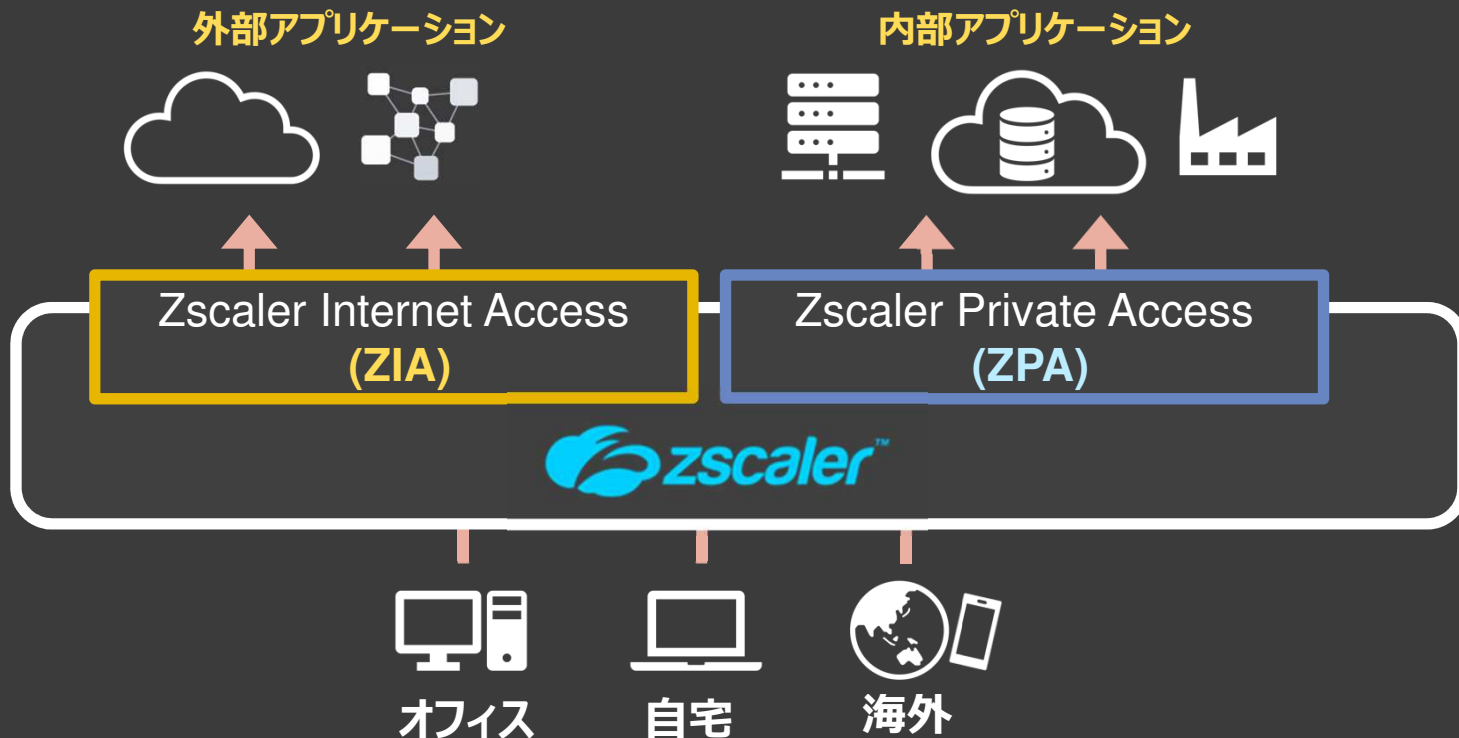 外部アプリケーション
内部アプリケーション
Zscaler Internet Access
(ZIA)
Zscaler Private Access
(ZPA)
zscaler™
オフィス
自宅
海外